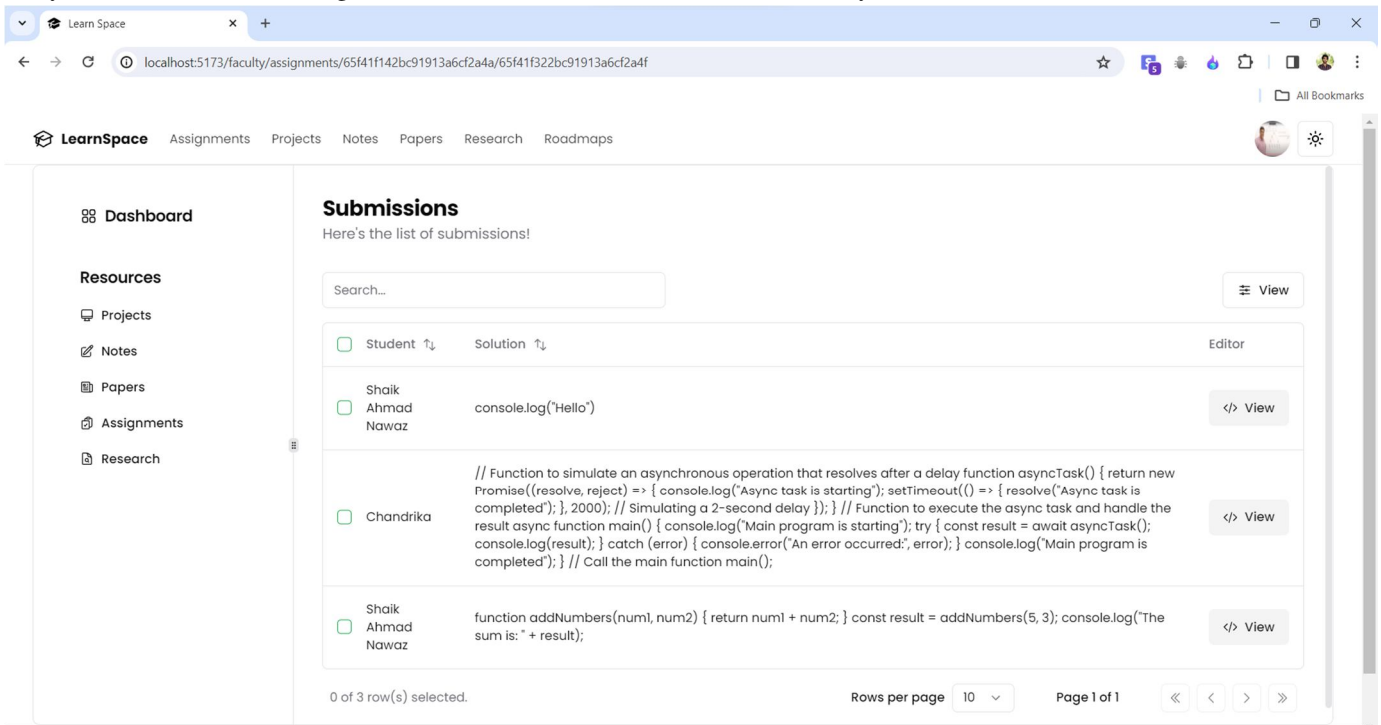 Learn Space
localhost:5173/faculty/assignments/65f41f142bc91913a6cf2a4a/65f41f322bc91913a6cf2a4f
5
All Bookmarks
LearnSpace Assignments Projects Notes Papers Research Roadmaps
Dashboard
Resources
Projects
Notes
Papers
Assignments
Research
Submissions
Here's the list of submissions!
Search...
View
Student Solution Editor
Shaik
Ahmad
Nawaz
console.log("Hello")
</> View
Chandrika
// Function to simulate an asynchronous operation that resolves after a delay function asyncTask() { return new
Promise((resolve, reject) => { console.log("Async task is starting"); setTimeout(() => { resolve("Async task is
completed"); }, 2000); // Simulating a 2-second delay }); } // Function to execute the async task and handle the
result async function main() { console.log("Main program is starting"); try { const result = await asyncTask();
console.log(result); } catch (error) { console.error("An error occurred:", error); } console.log("Main program is
completed"); } // Call the main function main();
</> View
Shaik
Ahmad
Nawaz
function addNumbers(num1, num2) { return num1 + num2; } const result = addNumbers(5, 3); console.log("The
sum is: " + result);
</> View
0 of 3 row(s) selected.
Rows per page 10
Page 1 of 1